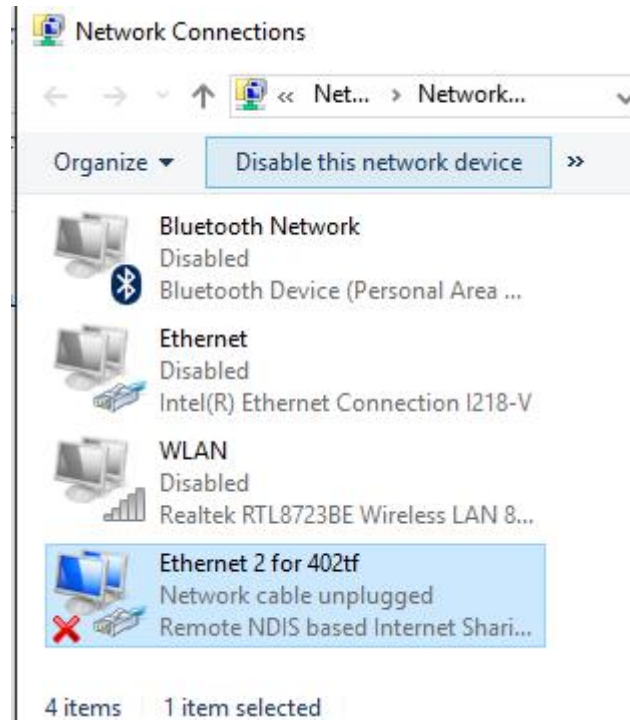 Network Connections
« Net... › Network...
Organize Disable this network device »
Bluetooth Network
Disabled
Bluetooth Device (Personal Area ...
Ethernet
Disabled
Intel(R) Ethernet Connection I218-V
WLAN
Disabled
Realtek RTL8723BE Wireless LAN 8...
Ethernet 2 for 402tf
Network cable unplugged
Remote NDIS based Internet Shari...
4 items 1 item selected